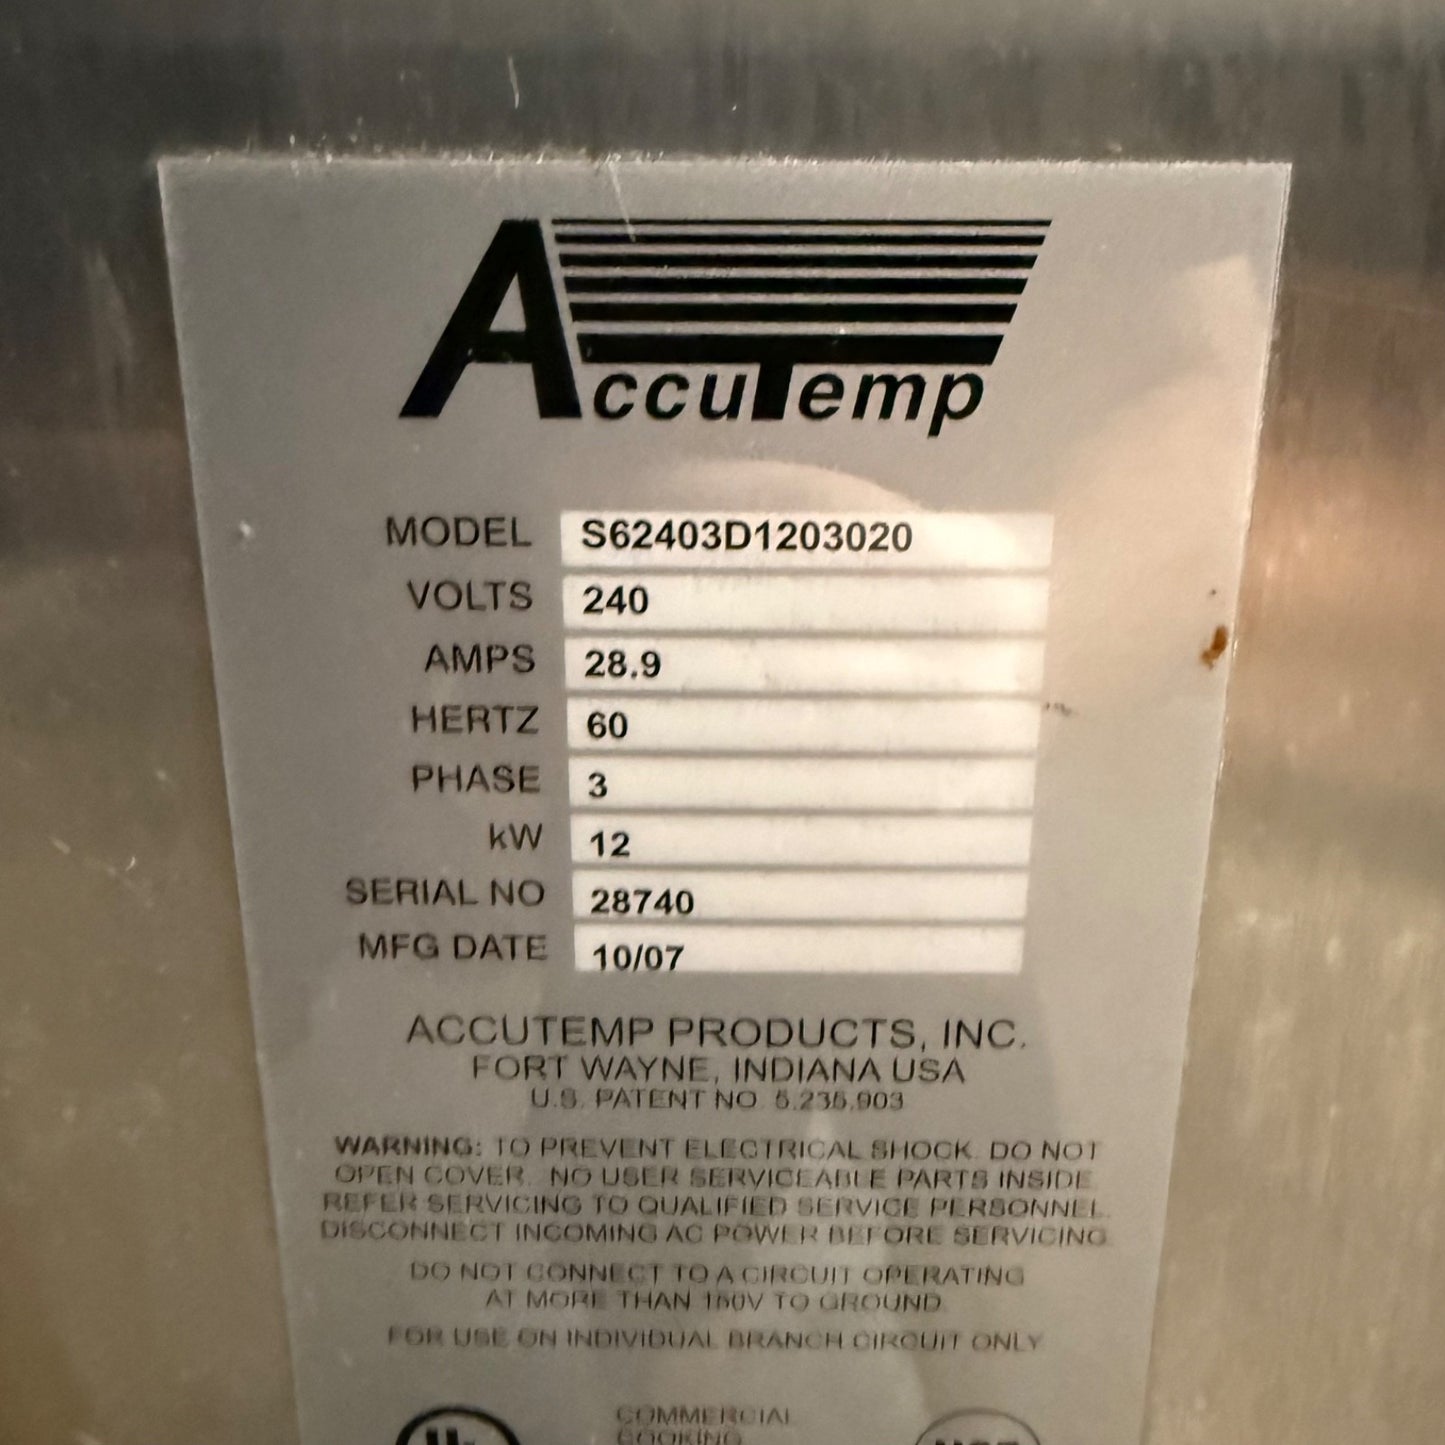 AccuTemp
MODEL S62403D1203020
VOLTS 240
AMPS 28.9
HERTZ 60
PHASE 3
kW 12
SERIAL NO 28740
MFG DATE 10/07
ACCUTEMP PRODUCTS, INC.
FORT WAYNE, INDIANA USA
U.S. PATENT NO. 5,235,903
WARNING: TO PREVENT ELECTRICAL SHOCK. DO NOT
OPEN COVER. NO USER SERVICEABLE PARTS INSIDE.
REFER SERVICING TO QUALIFIED SERVICE PERSONNEL.
DISCONNECT INCOMING AC POWER BEFORE SERVICING.
DO NOT CONNECT TO A CIRCUIT OPERATING
AT MORE THAN 150V TO GROUND.
FOR USE ON INDIVIDUAL BRANCH CIRCUIT ONLY
COMMERCIAL
COOKING